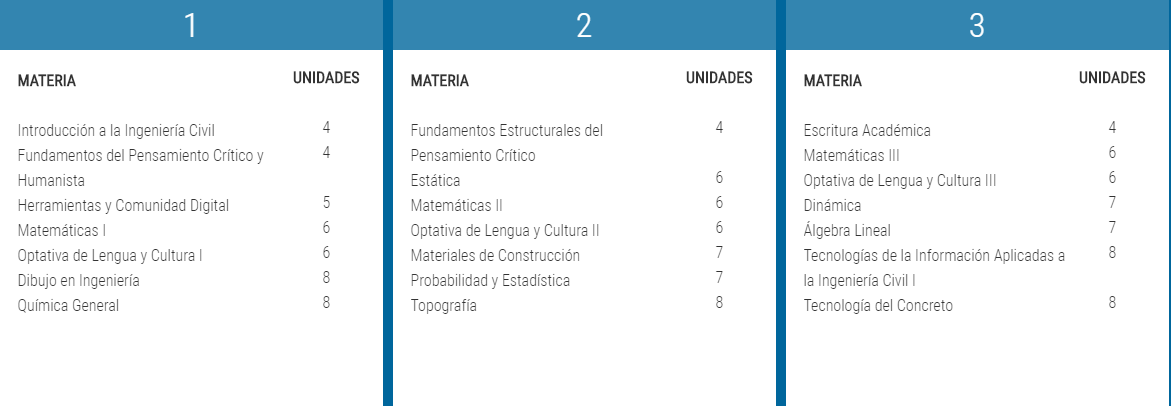 1
MATERIA UNIDADES
Introducción a la Ingeniería Civil 4
Fundamentos del Pensamiento Crítico y 4
Humanista
Herramientas y Comunidad Digital 5
Matemáticas I 6
Optativa de Lengua y Cultura I 6
Dibujo en Ingeniería 8
Química General 8
2
MATERIA UNIDADES
Fundamentos Estructurales del 4
Pensamiento Crítico
Estática 6
Matemáticas II 6
Optativa de Lengua y Cultura II 6
Materiales de Construcción 7
Probabilidad y Estadística 7
Topografía 8
3
MATERIA UNIDADES
Escritura Académica 4
Matemáticas III 6
Optativa de Lengua y Cultura III 6
Dinámica 7
Álgebra Lineal 7
Tecnologías de la Información Aplicadas a 8
la Ingeniería Civil I
Tecnología del Concreto 8